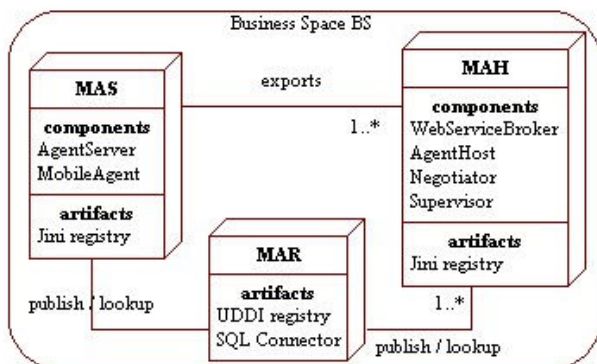 Business Space BS
MAS
components
AgentServer
MobileAgent
artifacts
Jini registry
exports
1..*
MAH
components
WebServiceBroker
AgentHost
Negotiator
Supervisor
artifacts
Jini registry
MAR
artifacts
UDDI registry
SQL Connector
publish / lookup
1..*
publish / lookup